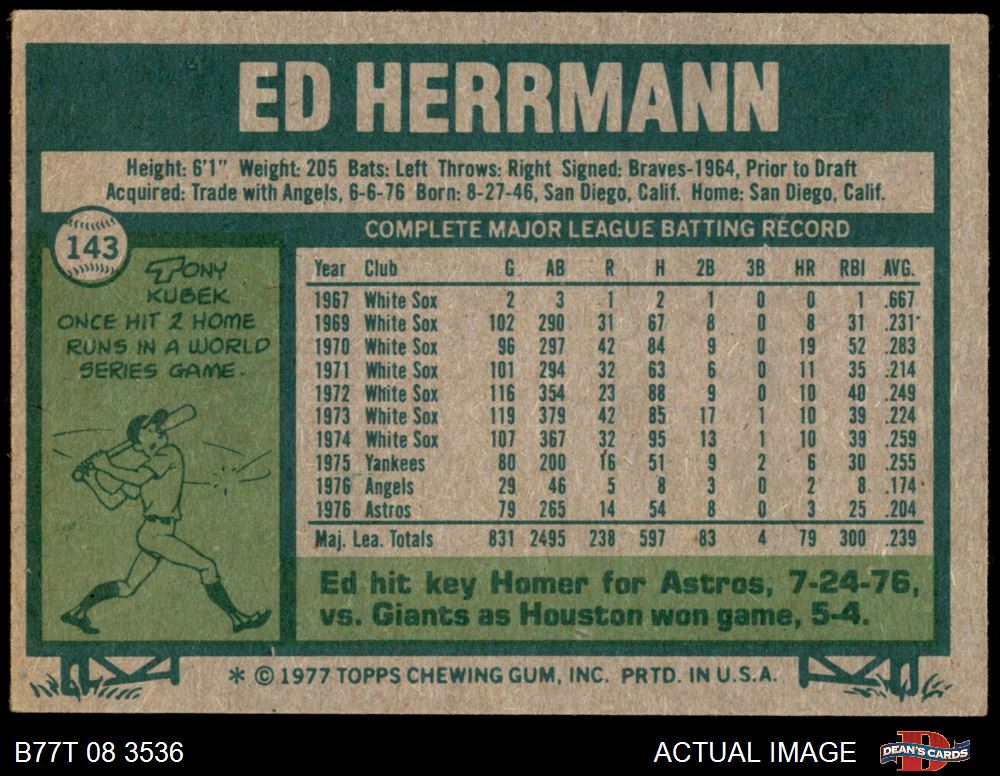 ED HERRMANN
Height: 6'1" Weight: 205 Bats: Left Throws: Right Signed: Braves-1964, Prior to Draft
Acquired: Trade with Angels, 6-6-76 Born: 8-27-46, San Diego, Calif. Home: San Diego, Calif.
143
TONY
KUBEK
ONCE HIT 2 HOME
RUNS IN A WORLD
SERIES GAME.
COMPLETE MAJOR LEAGUE BATTING RECORD
Year Club G AB R H 2B 3B HR RBI AVG.
1967 White Sox 2 3 1 2 1 0 0 1 .667
1969 White Sox 102 290 31 67 8 0 8 31 .231
1970 White Sox 96 297 42 84 9 0 19 52 .283
1971 White Sox 101 294 32 63 6 0 11 35 .214
1972 White Sox 116 354 23 88 9 0 10 40 .249
1973 White Sox 119 379 42 85 17 1 10 39 .224
1974 White Sox 107 367 32 95 13 1 10 39 .259
1975 Yankees 80 200 16 51 9 2 6 30 .255
1976 Angels 29 46 5 8 3 0 2 8 .174
1976 Astros 79 265 14 54 8 0 3 25 .204
Maj. Lea. Totals 831 2495 238 597 83 4 79 300 .239
Ed hit key Homer for Astros, 7-24-76,
vs. Giants as Houston won game, 5-4.
* © 1977 TOPPS CHEWING GUM, INC. PRTD. IN U.S.A.
B77T 08 3536
ACTUAL IMAGE
DEAN'S CARDS